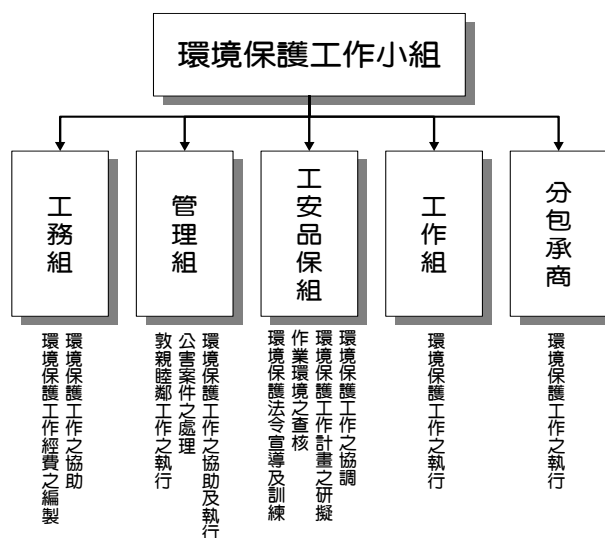 環境保護工作小組
工務組
管理組
工安品保組
工作組
分包承商
環境保護工作之協助
環境保護工作經費之編製
環境保護工作之協助及執行
公害案件之處理
敦親睦鄰工作之執行
環境保護工作之協調
環境保護工作計畫之研擬
作業環境之查核
環境保護法令宣導及訓練
環境保護工作之執行
環境保護工作之執行